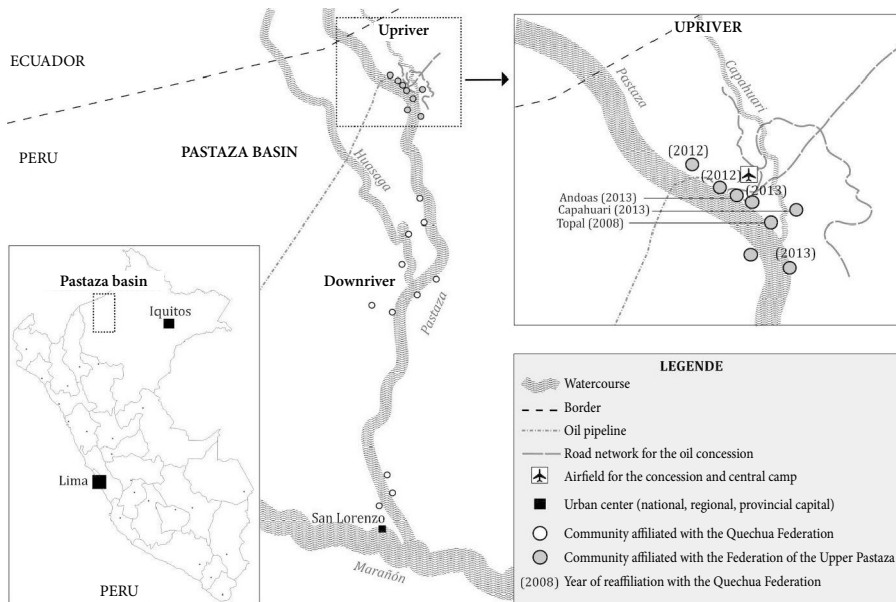 ECUADOR
PERU
PASTAZA BASIN
Upriver
Huasaga
Downriver
Pastaza
San Lorenzo
Marañón
Pastaza basin
Iquitos
Lima
PERU
UPRIVER
Pastaza
Capahuari
(2012)
(2012)
(2013)
Andoas (2013)
Capahuari (2013)
Topal (2008)
(2013)
LEGENDE
Watercourse
Border
Oil pipeline
Road network for the oil concession
Airfield for the concession and central camp
Urban center (national, regional, provincial capital)
Community affiliated with the Quechua Federation
Community affiliated with the Federation of the Upper Pastaza
(2008) Year of reaffiliation with the Quechua Federation